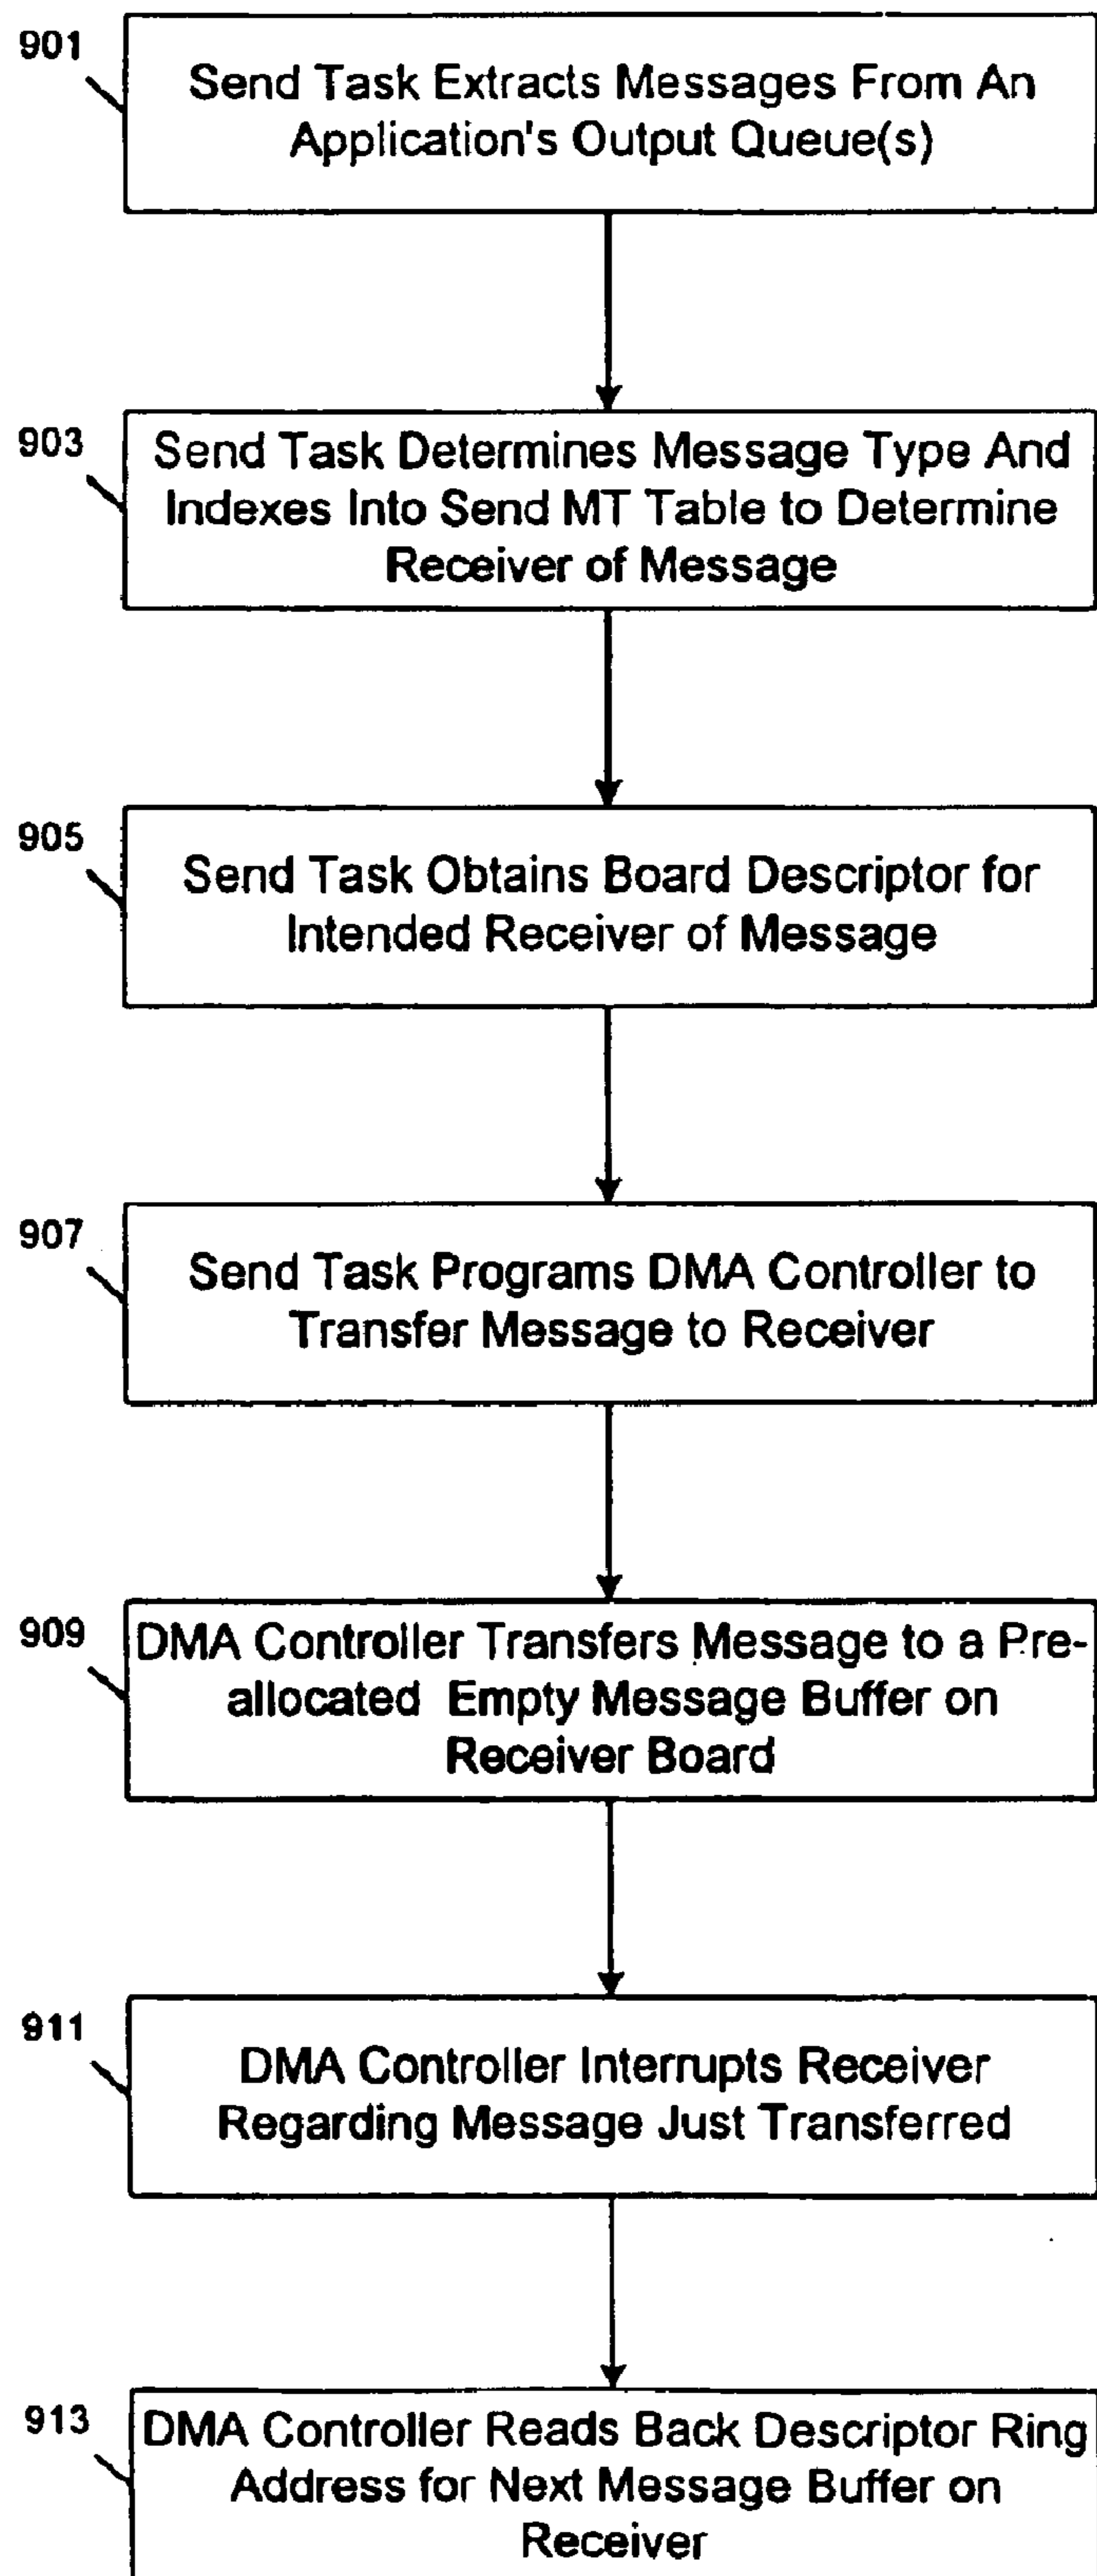 901
Send Task Extracts Messages From An
Application's Output Queue(s)
903
Send Task Determines Message Type And
Indexes Into Send MT Table to Determine
Receiver of Message
905
Send Task Obtains Board Descriptor for
Intended Receiver of Message
907
Send Task Programs DMA Controller to
Transfer Message to Receiver
909
DMA Controller Transfers Message to a Pre-
allocated Empty Message Buffer on
Receiver Board
911
DMA Controller Interrupts Receiver
Regarding Message Just Transferred
913
DMA Controller Reads Back Descriptor Ring
Address for Next Message Buffer on
Receiver